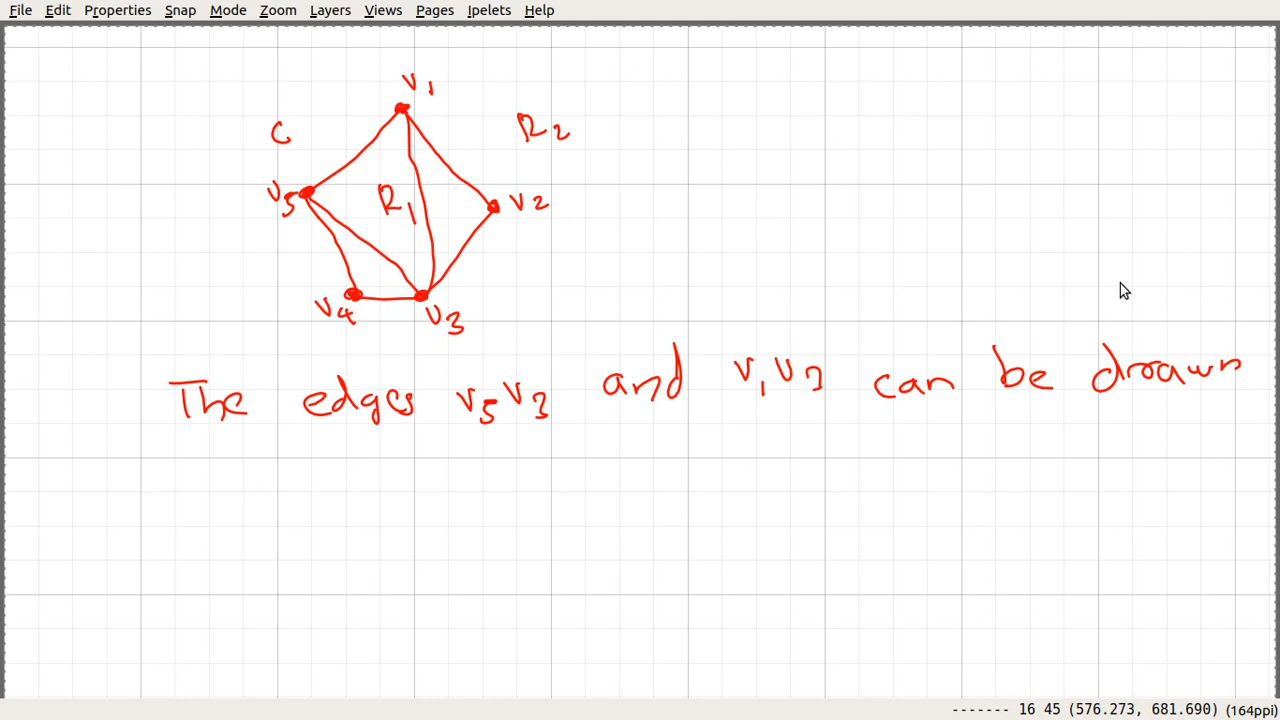 File Edit Properties Snap Mode Zoom Layers Views Pages Ipelets Help
V1
C
R2
V5
R1
V2
V4
V3
The edges V5V3 and V1V3 can be drawn
------- 16 45 (576.273, 681.690) (164ppi)